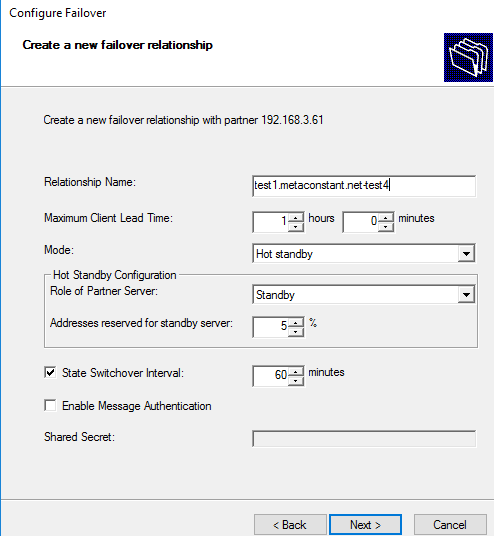 Configure Failover
Create a new failover relationship
Create a new failover relationship with partner 192.168.3.61
Relationship Name: test1.metaconstant.net-test4
Maximum Client Lead Time: 1 hours 0 minutes
Mode: Hot standby
Hot Standby Configuration
Role of Partner Server: Standby
Addresses reserved for standby server: 5 %
State Switchover Interval: 60 minutes
Enable Message Authentication
Shared Secret:
< Back Next > Cancel